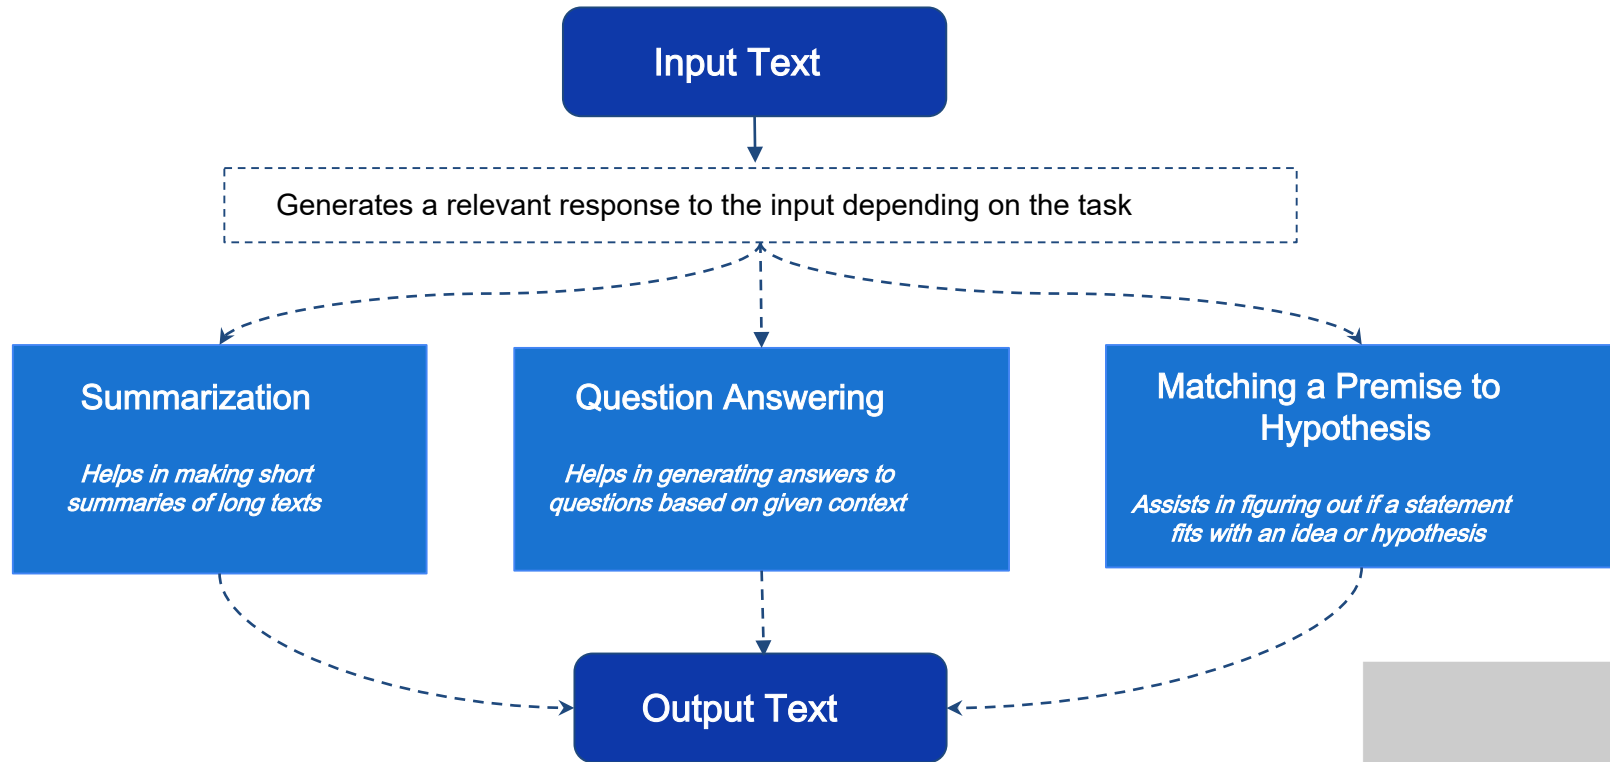 Input Text
Generates a relevant response to the input depending on the task
Summarization
Helps in making short
summaries of long texts
Question Answering
Helps in generating answers to
questions based on given context
Matching a Premise to
Hypothesis
Assists in figuring out if a statement
fits with an idea or hypothesis
Output Text